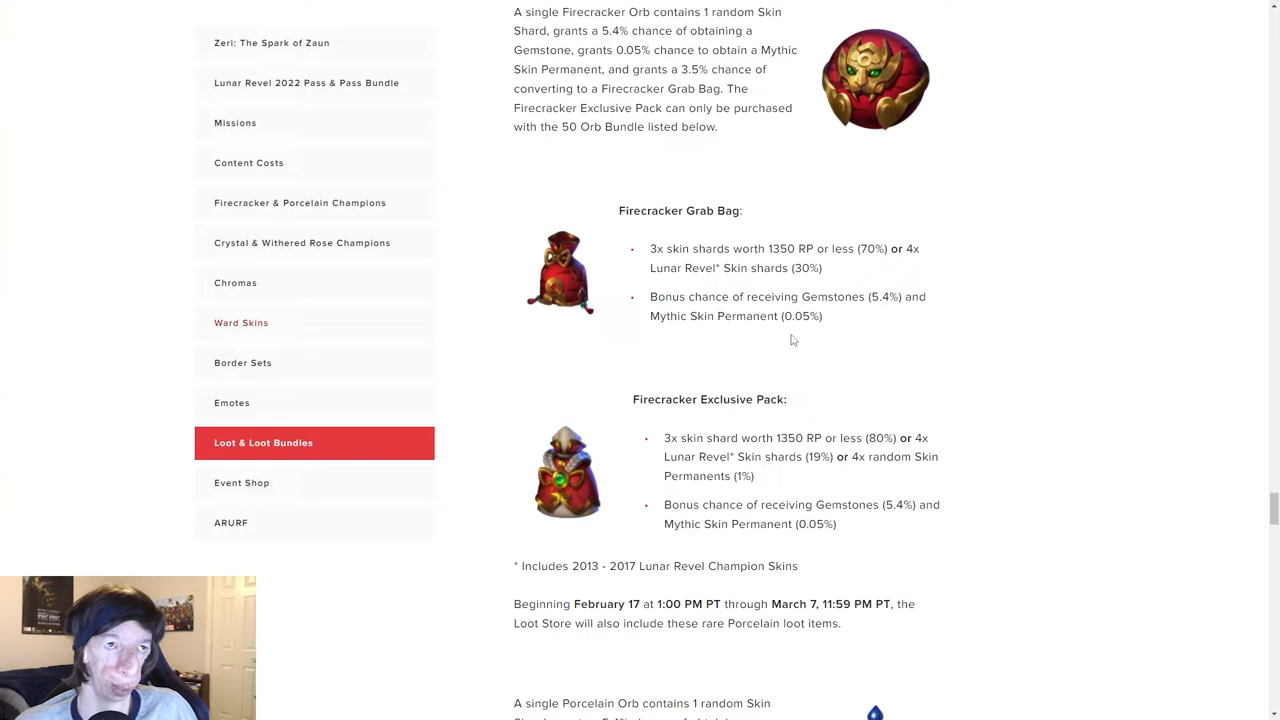 Zeri: The Spark of Zaun
Lunar Revel 2022 Pass & Pass Bundle
Missions
Content Costs
Firecracker & Porcelain Champions
Crystal & Withered Rose Champions
Chromas
Ward Skins
Border Sets
Emotes
Loot & Loot Bundles
Event Shop
ARURF
A single Firecracker Orb contains 1 random Skin
Shard, grants a 5.4% chance of obtaining a
Gemstone, grants 0.05% chance to obtain a Mythic
Skin Permanent, and grants a 3.5% chance of
converting to a Firecracker Grab Bag. The
Firecracker Exclusive Pack can only be purchased
with the 50 Orb Bundle listed below.
Firecracker Grab Bag:
• 3x skin shards worth 1350 RP or less (70%) or 4x
Lunar Revel* Skin shards (30%)
• Bonus chance of receiving Gemstones (5.4%) and
Mythic Skin Permanent (0.05%)
Firecracker Exclusive Pack:
• 3x skin shard worth 1350 RP or less (80%) or 4x
Lunar Revel* Skin shards (19%) or 4x random Skin
Permanents (1%)
• Bonus chance of receiving Gemstones (5.4%) and
Mythic Skin Permanent (0.05%)
* Includes 2013 - 2017 Lunar Revel Champion Skins
Beginning February 17 at 1:00 PM PT through March 7, 11:59 PM PT, the
Loot Store will also include these rare Porcelain loot items.
A single Porcelain Orb contains 1 random Skin